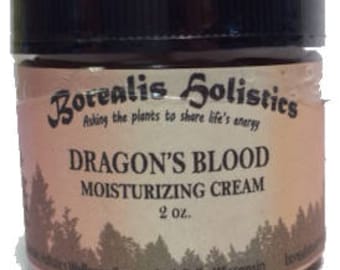 Borealis Holistics
Asking the plants to share life's energy
DRAGON'S BLOOD
MOISTURIZING CREAM
2 oz.